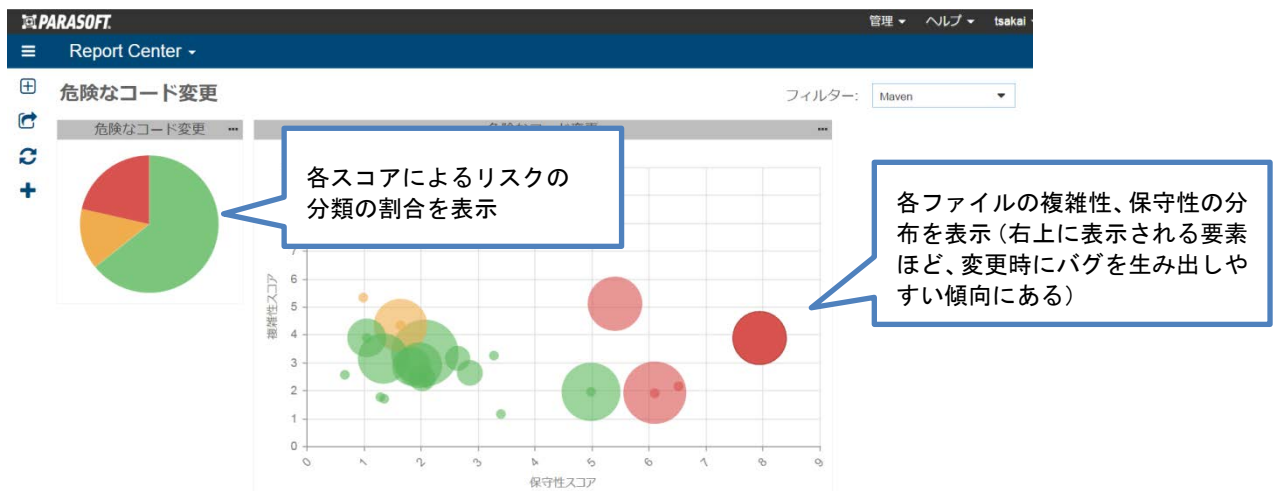 PARASOFT.
管理 ヘルプ tsakai
Report Center
危険なコード変更
フィルター: Maven
危険なコード変更
各スコアによるリスクの
分類の割合を表示
各ファイルの複雑性、保守性の分
布を表示（右上に表示される要素
ほど、変更時にバグを生み出しや
すい傾向にある）
複雑性スコア
7
6
5
4
3
2
1
0
0 1 2 3 4 5 6 7 8 9
保守性スコア